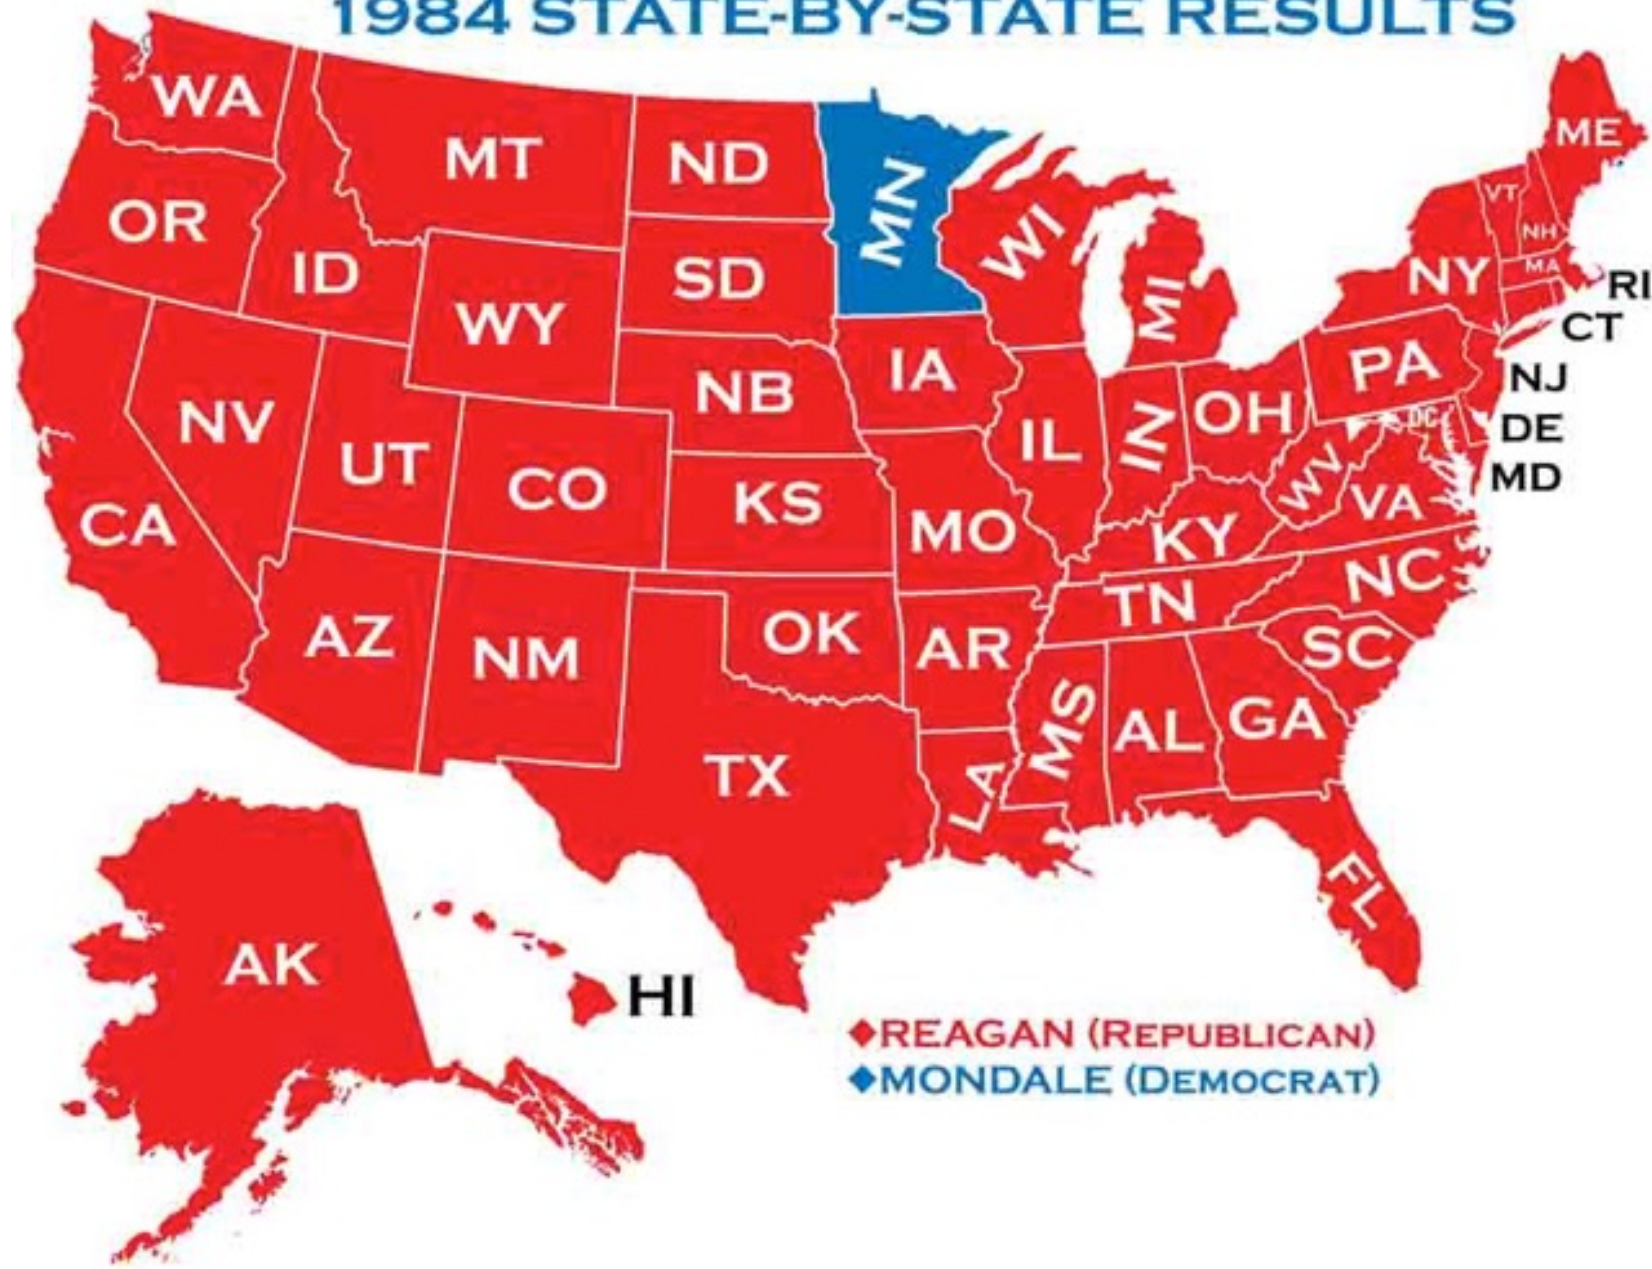 1984 STATE-BY-STATE RESULTS
WA
MT
ND
MN
ME
OR
ID
SD
WI
MI
VT
NH
NY
MA
RI
CT
WY
NB
IA
PA
NJ
NV
UT
CO
KS
IL
IN
OH
DC
DE
MD
CA
MO
WV
VA
KY
NC
AZ
NM
OK
AR
TN
SC
TX
LA
MS
AL
GA
FL
AK
HI
REAGAN (REPUBLICAN)
MONDALE (DEMOCRAT)